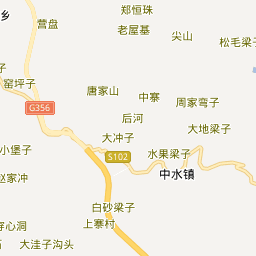 乡
营盘
郑恒珠
老屋基
尖山
松毛梁子
子
窑坪子
唐家山
中寨
周家弯子
G356
后河
大地梁子
大冲子
S102
小堡子
水果梁子
赵家冲
中水镇
白砂梁子
上寨村
穿心洞
大洼子沟头